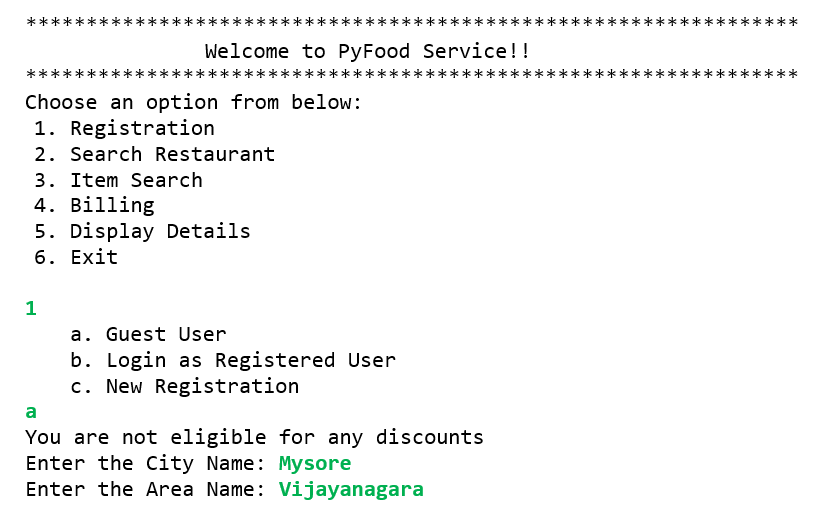 ****************************************************************
Welcome to PyFood Service!!
****************************************************************
Choose an option from below:
1. Registration
2. Search Restaurant
3. Item Search
4. Billing
5. Display Details
6. Exit
1
a. Guest User
b. Login as Registered User
c. New Registration
a
You are not eligible for any discounts
Enter the City Name: Mysore
Enter the Area Name: Vijayanagara